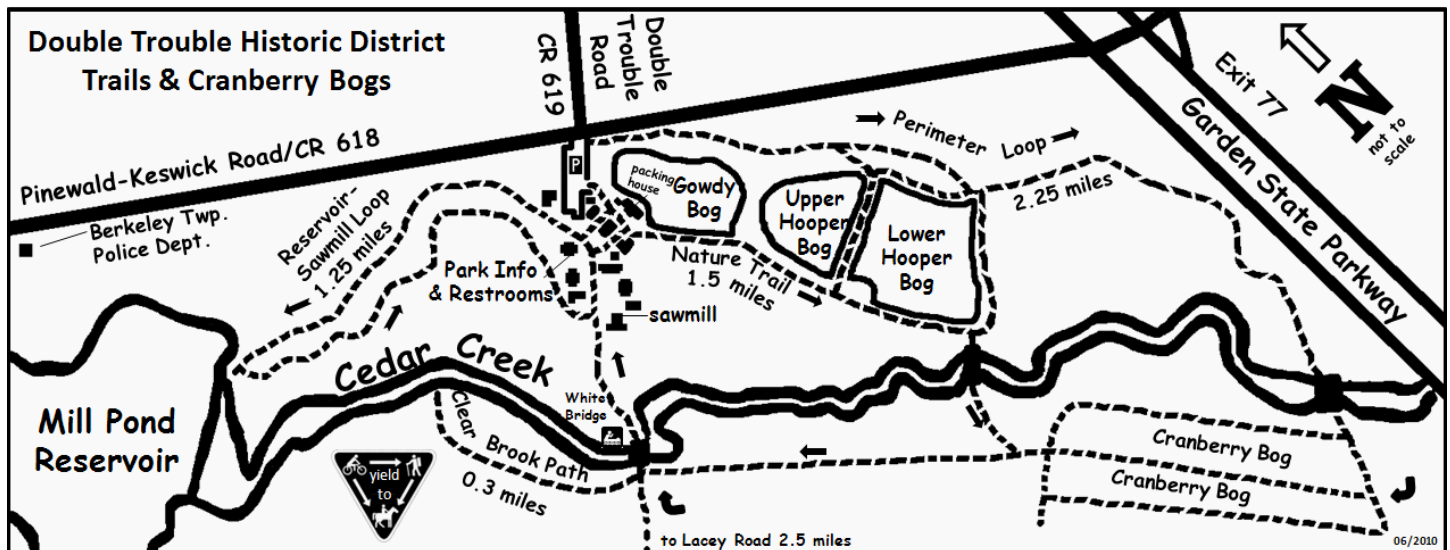 Double Trouble Historic District
Trails & Cranberry Bogs
CR 619
Double
Trouble
Road
Exit 77
N
not to
scale
Garden State Parkway
Pinewald-Keswick Road/CR 618
Berkeley Twp.
Police Dept.
Reservoir-
Sawmill Loop
1.25 miles
P
packing
house
Gowdy
Bog
Perimeter
Loop
2.25 miles
Upper
Hooper
Bog
Lower
Hooper
Bog
Park Info
& Restrooms
Nature Trail
1.5 miles
sawmill
Cedar Creek
White
Bridge
Mill Pond
Reservoir
Clear
Brook Path
0.3 miles
yield
to
Cranberry Bog
Cranberry Bog
to Lacey Road 2.5 miles
06/2010